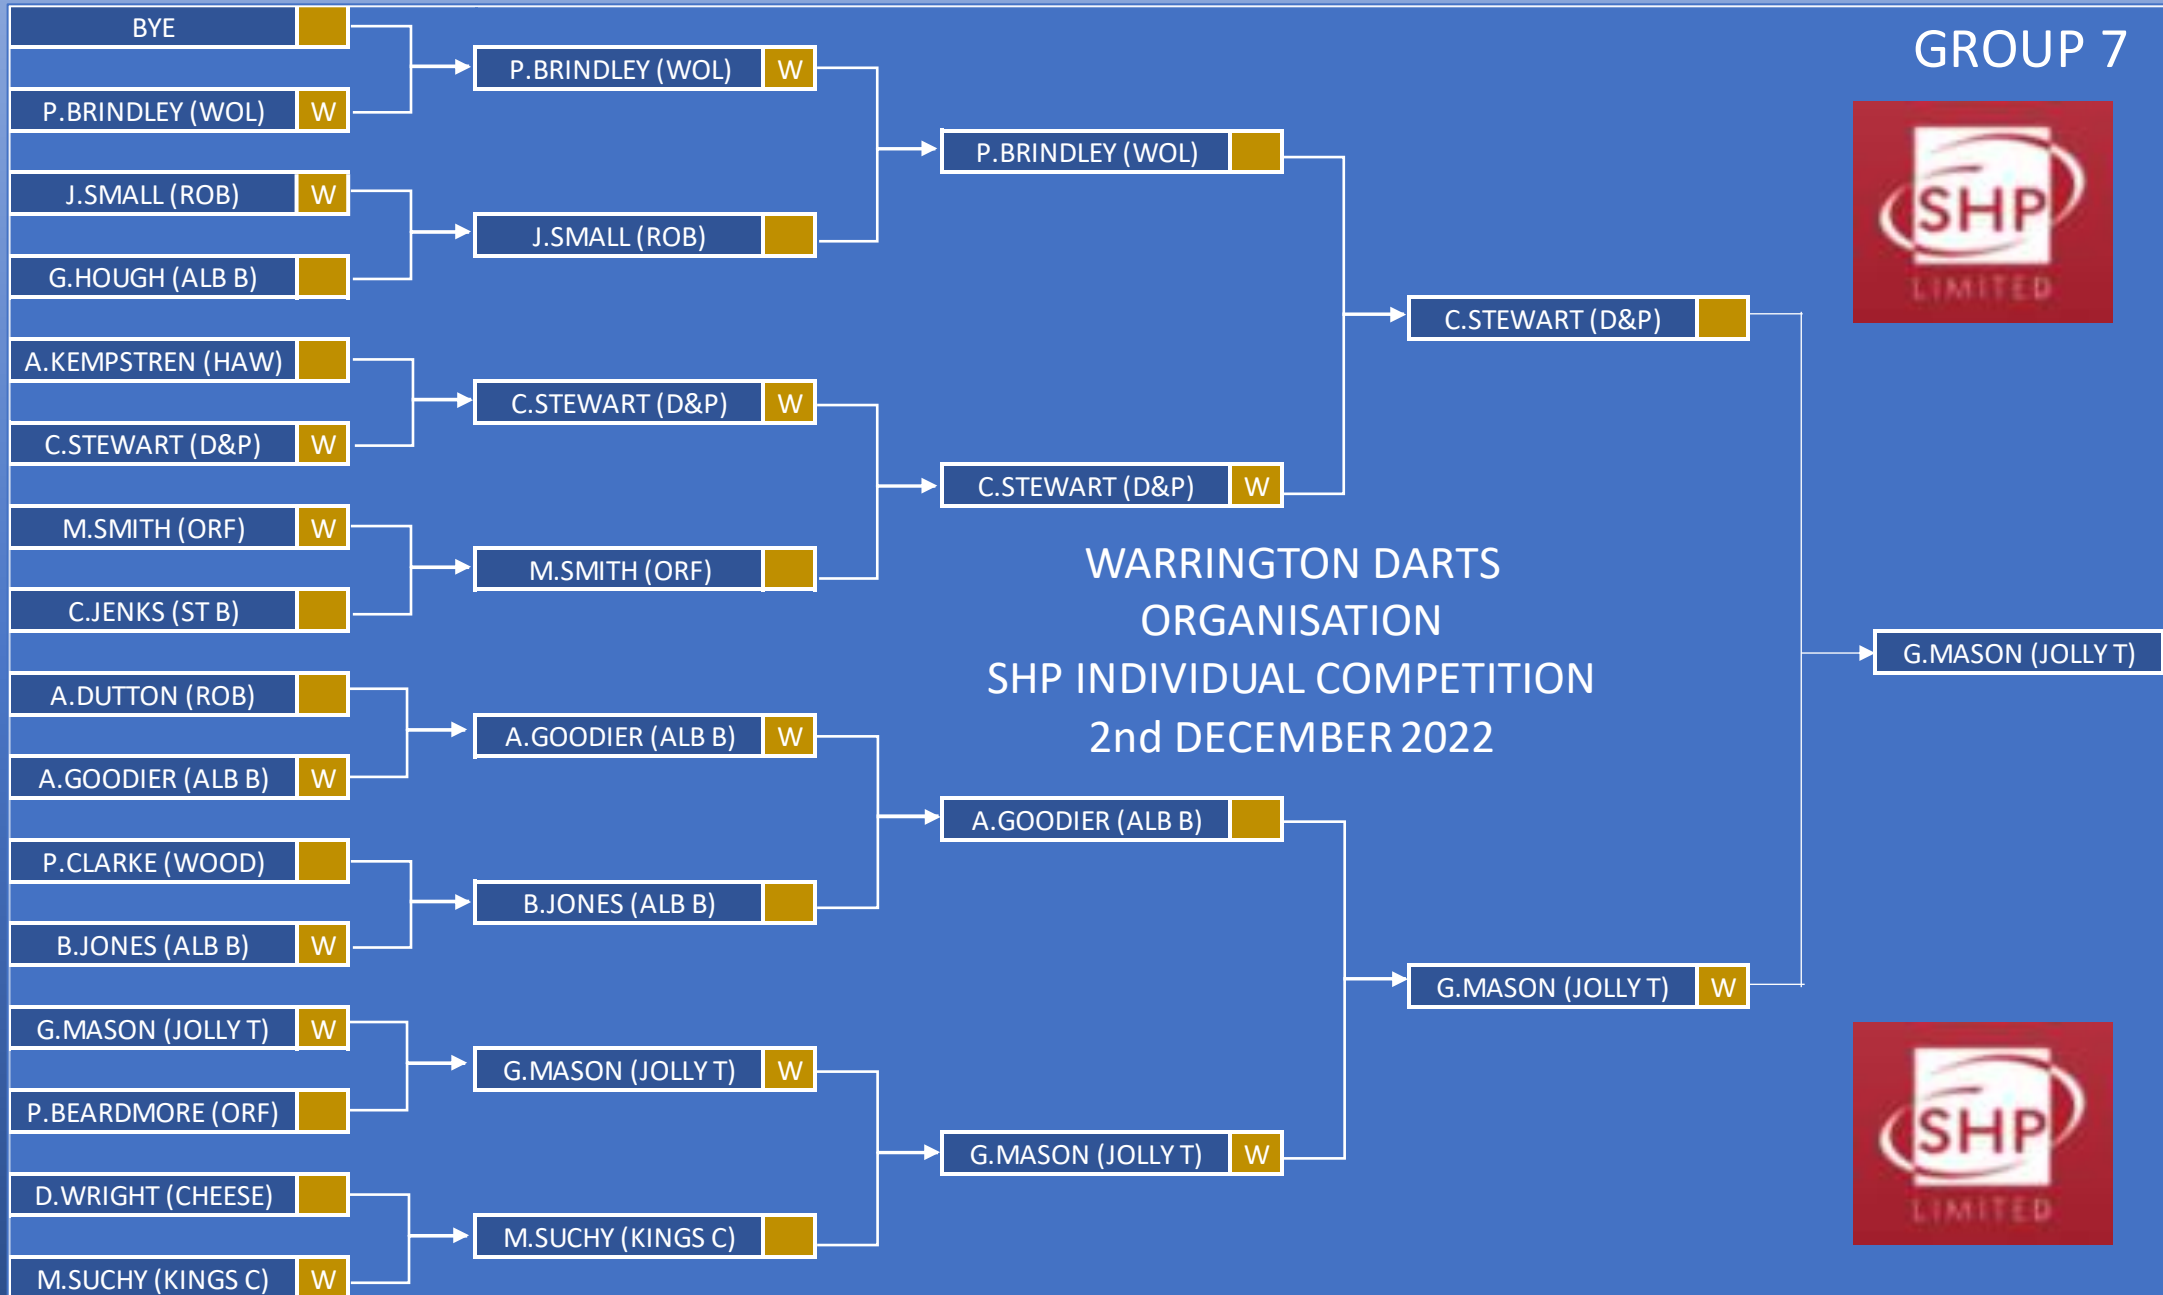 BYE
P.BRINDLEY (WOL) W
J.SMALL (ROB) W
G.HOUGH (ALB B)
A.KEMPSTREN (HAW)
C.STEWART (D&P) W
M.SMITH (ORF) W
C.JENKS (ST B)
A.DUTTON (ROB)
A.GOODIER (ALB B) W
P.CLARKE (WOOD)
B.JONES (ALB B) W
G.MASON (JOLLY T) W
P.BEARDMORE (ORF)
D.WRIGHT (CHEESE)
M.SUCHY (KINGS C) W
P.BRINDLEY (WOL) W
J.SMALL (ROB)
C.STEWART (D&P) W
M.SMITH (ORF)
A.GOODIER (ALB B) W
B.JONES (ALB B)
G.MASON (JOLLY T) W
M.SUCHY (KINGS C)
P.BRINDLEY (WOL)
C.STEWART (D&P) W
A.GOODIER (ALB B)
G.MASON (JOLLY T) W
WARRINGTON DARTS
ORGANISATION
SHP INDIVIDUAL COMPETITION
2nd DECEMBER 2022
C.STEWART (D&P)
G.MASON (JOLLY T) W
GROUP 7
SHP
LIMITED
G.MASON (JOLLY T)
SHP
LIMITED